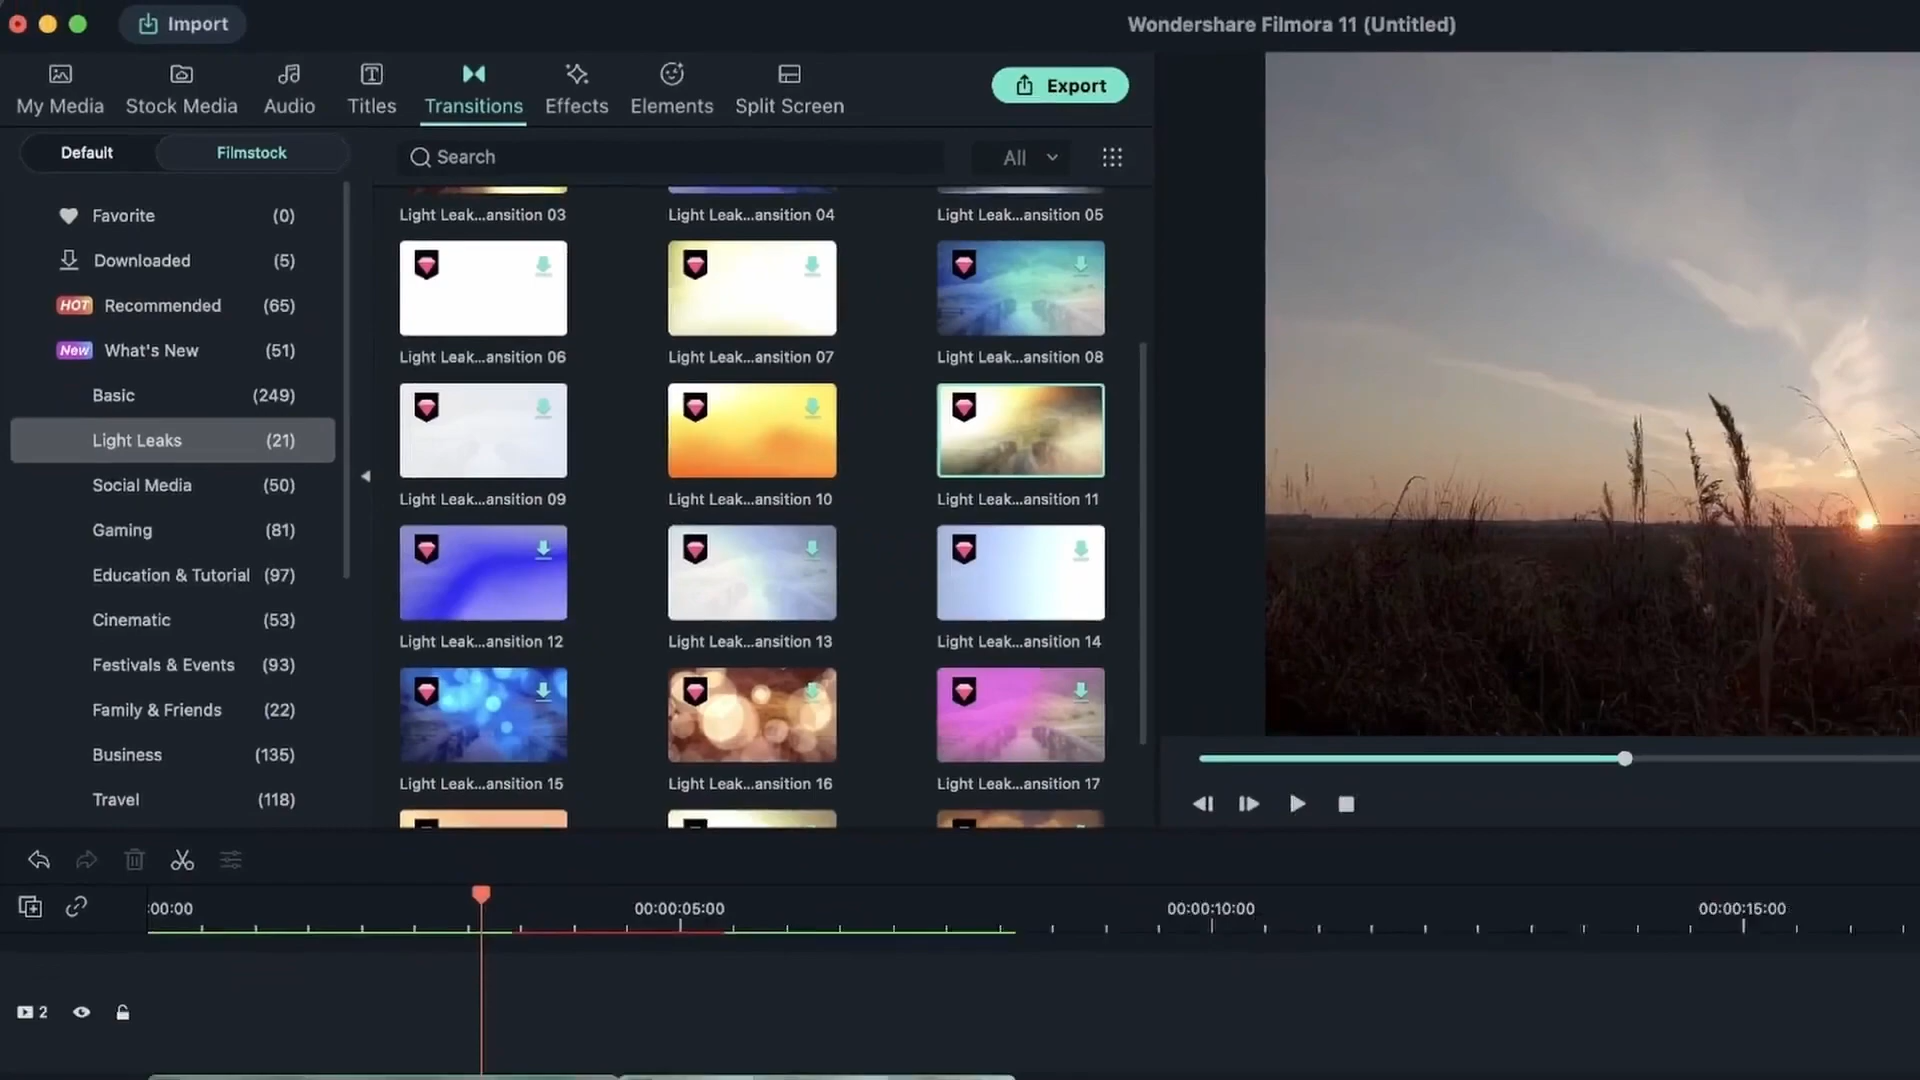 Import
Wondershare Filmora 11 (Untitled)
My Media
Stock Media
Audio
Titles
Transitions
Effects
Elements
Split Screen
Export
Default
Filmstock
Search
All
Favorite (0)
Downloaded (5)
HOT Recommended (65)
New What's New (51)
Basic (249)
Light Leaks (21)
Social Media (50)
Gaming (81)
Education & Tutorial (97)
Cinematic (53)
Festivals & Events (93)
Family & Friends (22)
Business (135)
Travel (118)
Light Leak...ansition 03
Light Leak...ansition 04
Light Leak...ansition 05
Light Leak...ansition 06
Light Leak...ansition 07
Light Leak...ansition 08
Light Leak...ansition 09
Light Leak...ansition 10
Light Leak...ansition 11
Light Leak...ansition 12
Light Leak...ansition 13
Light Leak...ansition 14
Light Leak...ansition 15
Light Leak...ansition 16
Light Leak...ansition 17
:00:00
00:00:05:00
00:00:10:00
00:00:15:00
2